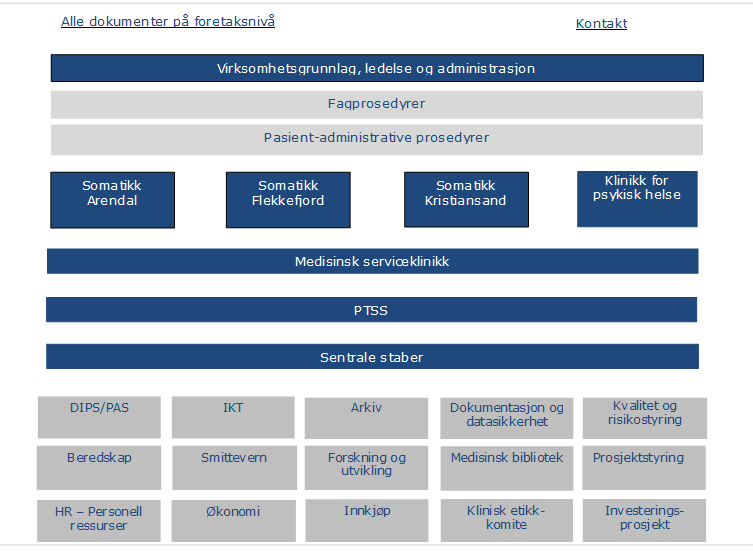 Alle dokumenter på foretaksnivå
Kontakt
Virksomhetsgrunnlag, ledelse og administrasjon
Fagprosedyrer
Pasient-administrative prosedyrer
Somatikk
Arendal
Somatikk
Flekkefjord
Somatikk
Kristiansand
Klinikk for
psykisk helse
Medisinsk serviceklinikk
PTSS
Sentrale staber
DIPS/PAS
IKT
Arkiv
Dokumentasjon og
datasikkerhet
Kvalitet og
risikostyring
Beredskap
Smittevern
Forskning og
utvikling
Medisinsk bibliotek
Prosjektstyring
HR – Personell
ressurser
Økonomi
Innkjøp
Klinisk etikk-
komite
Investerings-
prosjekt